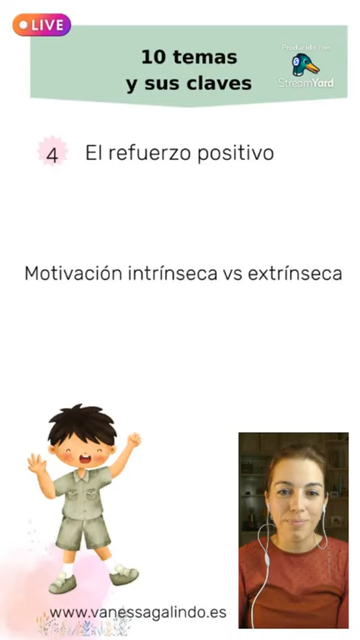 LIVE
10 temas
y sus claves
Producido con
StreamYard
4 El refuerzo positivo
Motivación intrínseca vs extrínseca
www.vanessagalindo.es